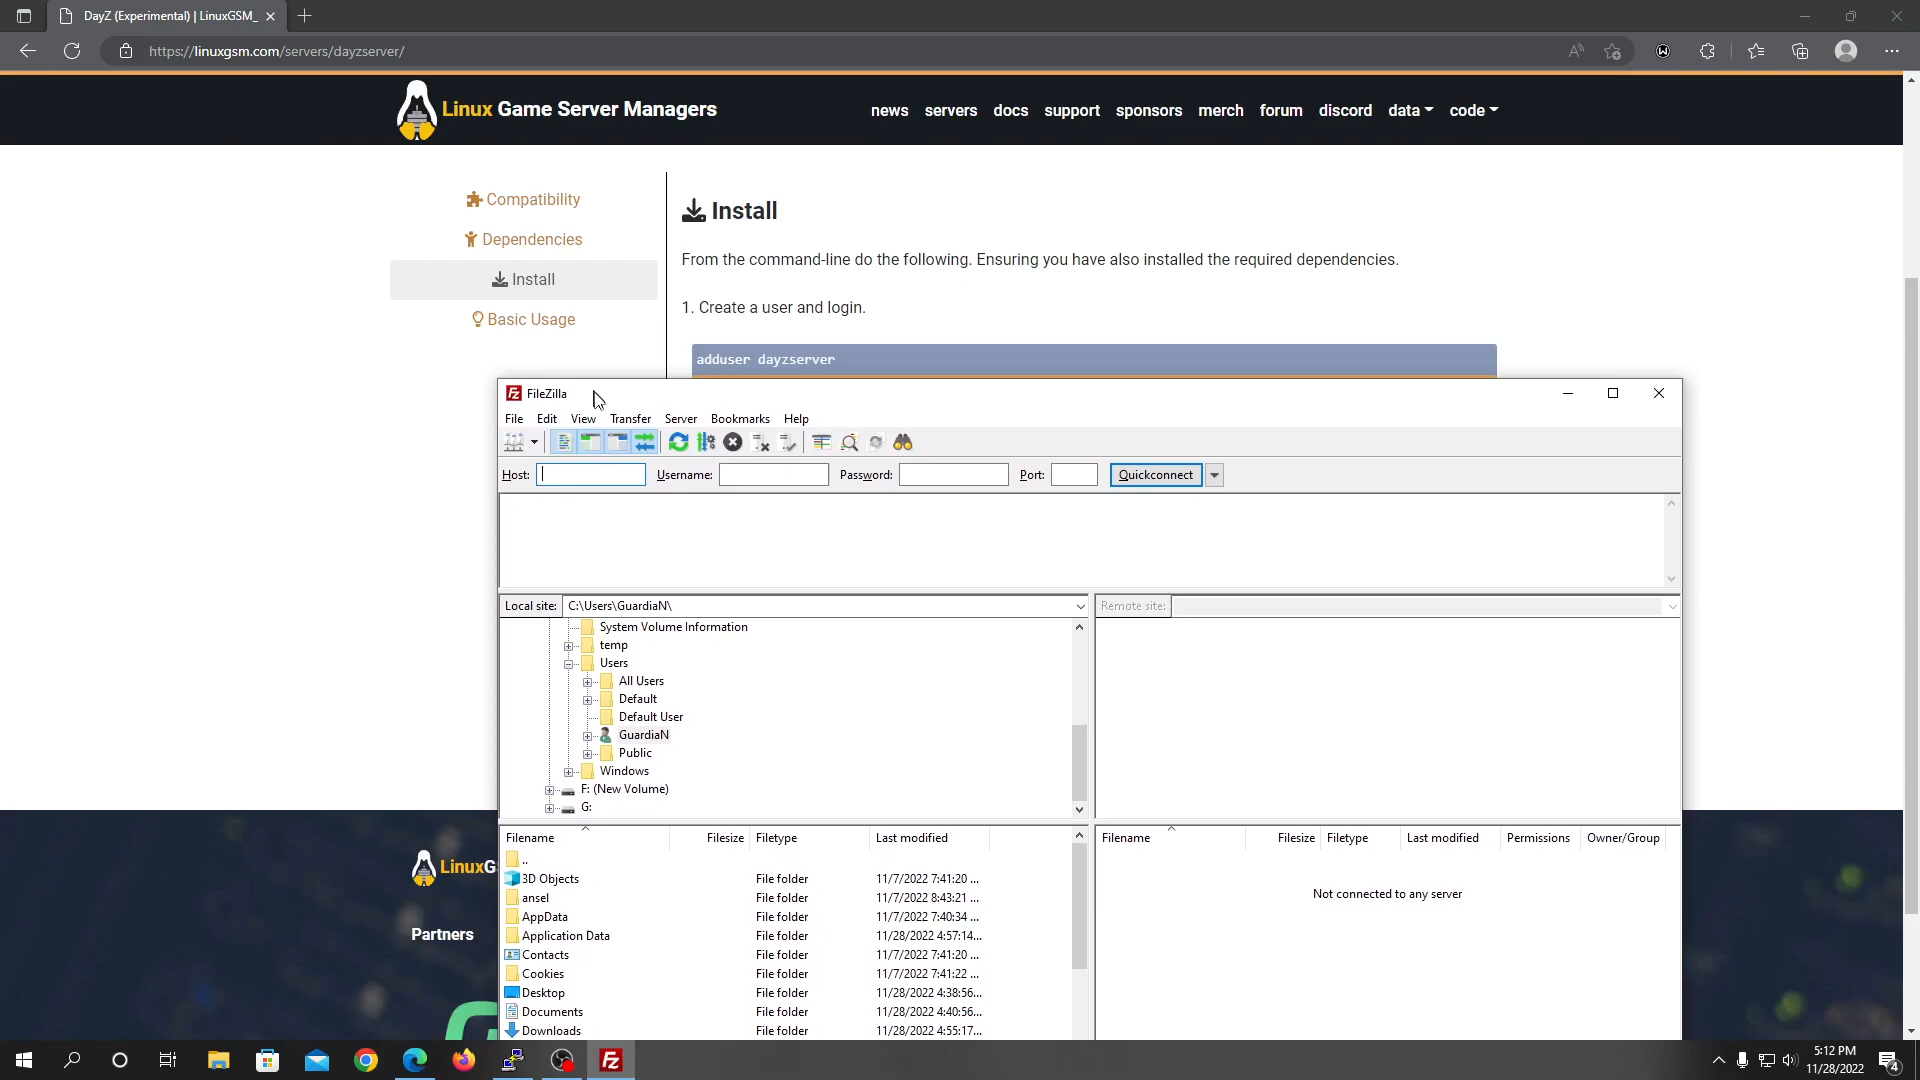 DayZ (Experimental) | LinuxGSM_
https://linuxgsm.com/servers/dayzserver/
Linux Game Server Managers
news servers docs support sponsors merch forum discord data code
Compatibility
Dependencies
Install
Basic Usage
Install
From the command-line do the following. Ensuring you have also installed the required dependencies.
1. Create a user and login.
adduser dayzserver
FileZilla
File Edit View Transfer Server Bookmarks Help
Host: Username: Password: Port: Quickconnect
Local site: C:\Users\GuardiaN\
Remote site:
System Volume Information
temp
Users
All Users
Default
Default User
GuardiaN
Public
Windows
F: (New Volume)
G:
Filename Filesize Filetype Last modified
..
3D Objects File folder 11/7/2022 7:41:20 ...
ansel File folder 11/7/2022 8:43:21 ...
AppData File folder 11/7/2022 7:40:34 ...
Application Data File folder 11/28/2022 4:57:14...
Contacts File folder 11/7/2022 7:41:20 ...
Cookies File folder 11/7/2022 7:41:22 ...
Desktop File folder 11/28/2022 4:38:56...
Documents File folder 11/28/2022 4:40:56...
Downloads File folder 11/28/2022 4:55:17...
Filename Filesize Filetype Last modified Permissions Owner/Group
Not connected to any server
LinuxG
Partners
5:12 PM
11/28/2022
4